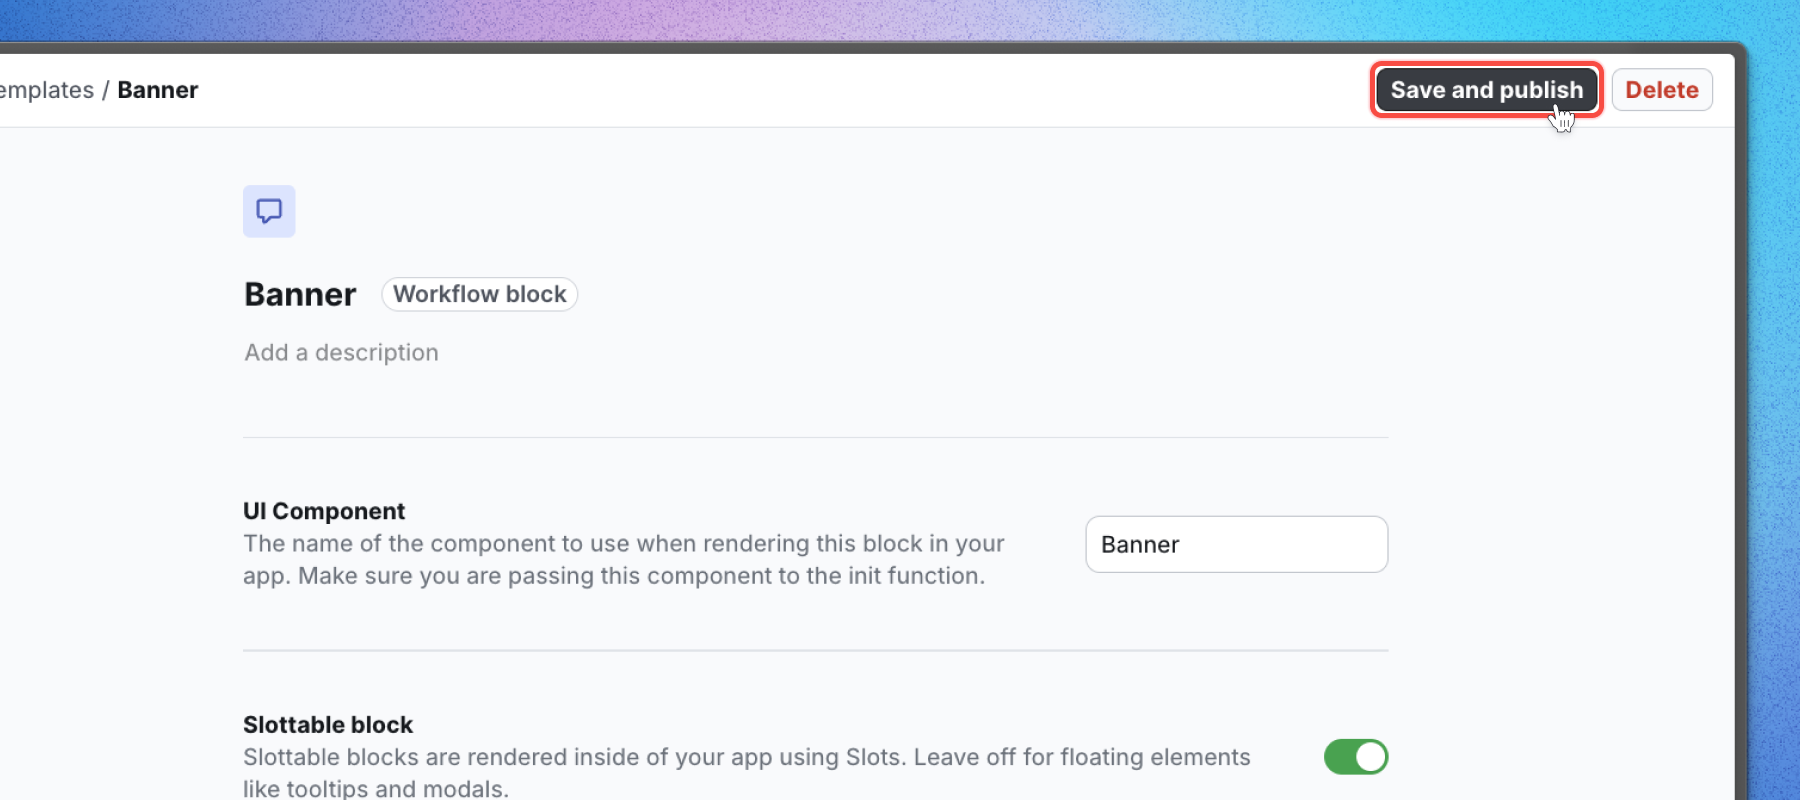 emplates / Banner
Save and publish
Delete
Banner
Workflow block
Add a description
UI Component
The name of the component to use when rendering this block in your
app. Make sure you are passing this component to the init function.
Banner
Slottable block
Slottable blocks are rendered inside of your app using Slots. Leave off for floating elements
like tooltips and modals.